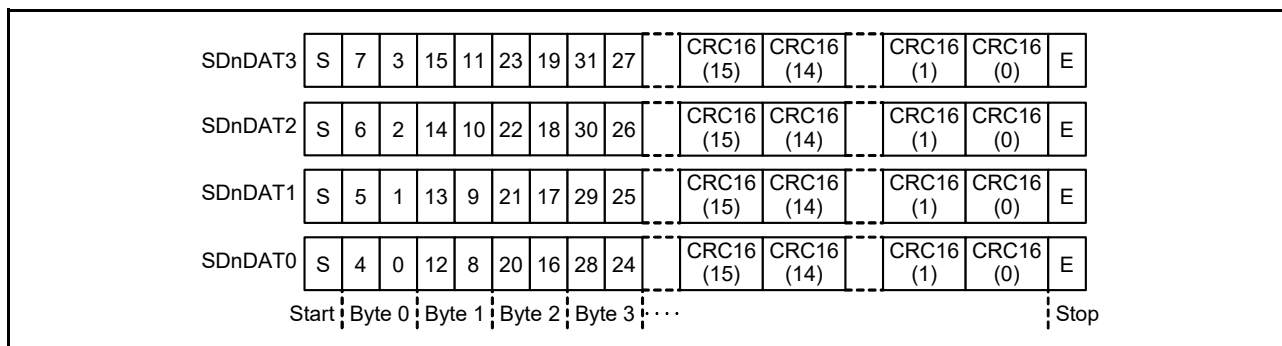 SDnDAT3 S 7 3 15 11 23 19 31 27 CRC16 (15) CRC16 (14) CRC16 (1) CRC16 (0) E
SDnDAT2 S 6 2 14 10 22 18 30 26 CRC16 (15) CRC16 (14) CRC16 (1) CRC16 (0) E
SDnDAT1 S 5 1 13 9 21 17 29 25 CRC16 (15) CRC16 (14) CRC16 (1) CRC16 (0) E
SDnDAT0 S 4 0 12 8 20 16 28 24 CRC16 (15) CRC16 (14) CRC16 (1) CRC16 (0) E
Start Byte 0 Byte 1 Byte 2 Byte 3 ···· Stop